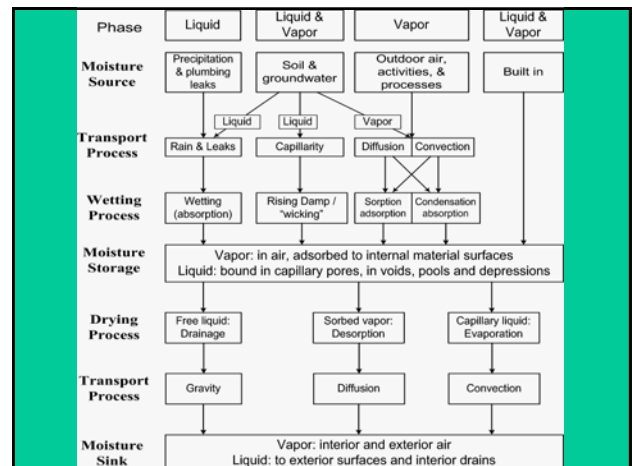 Phase
Liquid
Liquid &
Vapor
Vapor
Liquid &
Vapor
Moisture
Source
Precipitation
& plumbing
leaks
Soil &
groundwater
Outdoor air,
activities, &
processes
Built in
Liquid
Liquid
Vapor
Transport
Process
Rain & Leaks
Capillarity
Diffusion
Convection
Wetting
Process
Wetting
(absorption)
Rising Damp /
"wicking"
Sorption
adsorption
Condensation
absorption
Moisture
Storage
Vapor: in air, adsorbed to internal material surfaces
Liquid: bound in capillary pores, in voids, pools and depressions
Drying
Process
Free liquid:
Drainage
Sorbed vapor:
Desorption
Capillary liquid:
Evaporation
Transport
Process
Gravity
Diffusion
Convection
Moisture
Sink
Vapor: interior and exterior air
Liquid: to exterior surfaces and interior drains